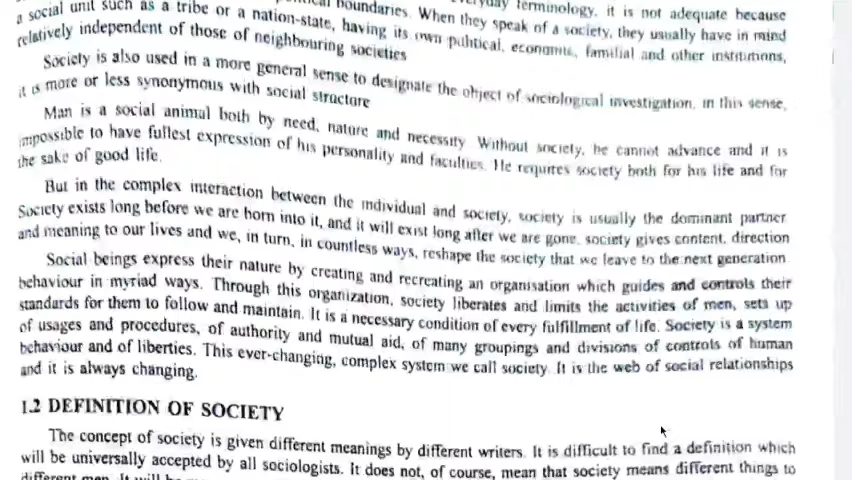 boundaries. When they speak of a society, they usually have in mind
everyday terminology, it is not adequate because
a social unit such as a tribe or a nation-state, having its own political, economic, familial and other institutions,
relatively independent of those of neighbouring societies
Society is also used in a more general sense to designate the object of sociological investigation, in this sense,
it is more or less synonymous with social structure
Man is a social animal both by need, nature and necessity. Without society, he cannot advance and it is
impossible to have fullest expression of his personality and faculties. He requires society both for his life and for
the sake of good life.
But in the complex interaction between the individual and society, society is usually the dominant partner
Society exists long before we are born into it, and it will exist long after we are gone. society gives content, direction
and meaning to our lives and we, in turn, in countless ways, reshape the society that we leave to the next generation
Social beings express their nature by creating and recreating an organisation which guides and controls their
behaviour in myriad ways. Through this organization, society liberates and limits the activities of men, sets up
standards for them to follow and maintain. It is a necessary condition of every fulfillment of life. Society is a system
of usages and procedures, of authority and mutual aid, of many groupings and divisions of controls of human
behaviour and of liberties. This ever-changing, complex system we call society. It is the web of social relationships
and it is always changing.
1.2 DEFINITION OF SOCIETY
The concept of society is given different meanings by different writers. It is difficult to find a definition which
will be universally accepted by all sociologists. It does not, of course, mean that society means different things to
different men. It will be